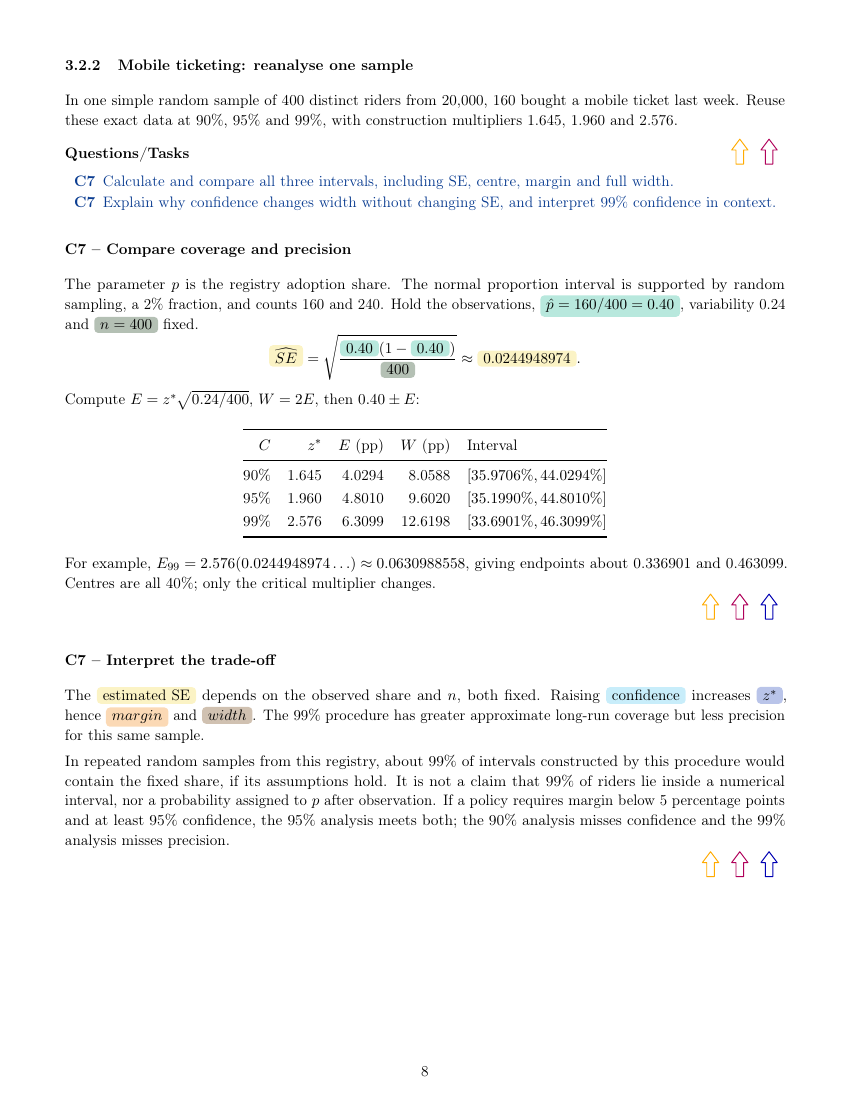 3.2.2 Mobile ticketing: reanalyse one sample
In one simple random sample of 400 distinct riders from 20,000, 160 bought a mobile ticket last week. Reuse
these exact data at 90%, 95% and 99%, with construction multipliers 1.645, 1.960 and 2.576.
Questions/Tasks
C7 Calculate and compare all three intervals, including SE, centre, margin and full width.
C7 Explain why confidence changes width without changing SE, and interpret 99% confidence in context.
C7 – Compare coverage and precision
The parameter p is the registry adoption share. The normal proportion interval is supported by random
sampling, a 2% fraction, and counts 160 and 240. Hold the observations, p̂ = 160/400 = 0.40, variability 0.24
and n = 400 fixed.
\widehat{SE} = √(0.40(1 − 0.40)/400) ≈ 0.0244948974.
Compute E = z*√(0.24/400), W = 2E, then 0.40 ± E:
C z* E (pp) W (pp) Interval
90% 1.645 4.0294 8.0588 [35.9706%, 44.0294%]
95% 1.960 4.8010 9.6020 [35.1990%, 44.8010%]
99% 2.576 6.3099 12.6198 [33.6901%, 46.3099%]
For example, E₉₉ = 2.576(0.0244948974...) ≈ 0.0630988558, giving endpoints about 0.336901 and 0.463099.
Centres are all 40%; only the critical multiplier changes.
C7 – Interpret the trade-off
The estimated SE depends on the observed share and n, both fixed. Raising confidence increases z*,
hence margin and width. The 99% procedure has greater approximate long-run coverage but less precision
for this same sample.
In repeated random samples from this registry, about 99% of intervals constructed by this procedure would
contain the fixed share, if its assumptions hold. It is not a claim that 99% of riders lie inside a numerical
interval, nor a probability assigned to p after observation. If a policy requires margin below 5 percentage points
and at least 95% confidence, the 95% analysis meets both; the 90% analysis misses confidence and the 99%
analysis misses precision.
8